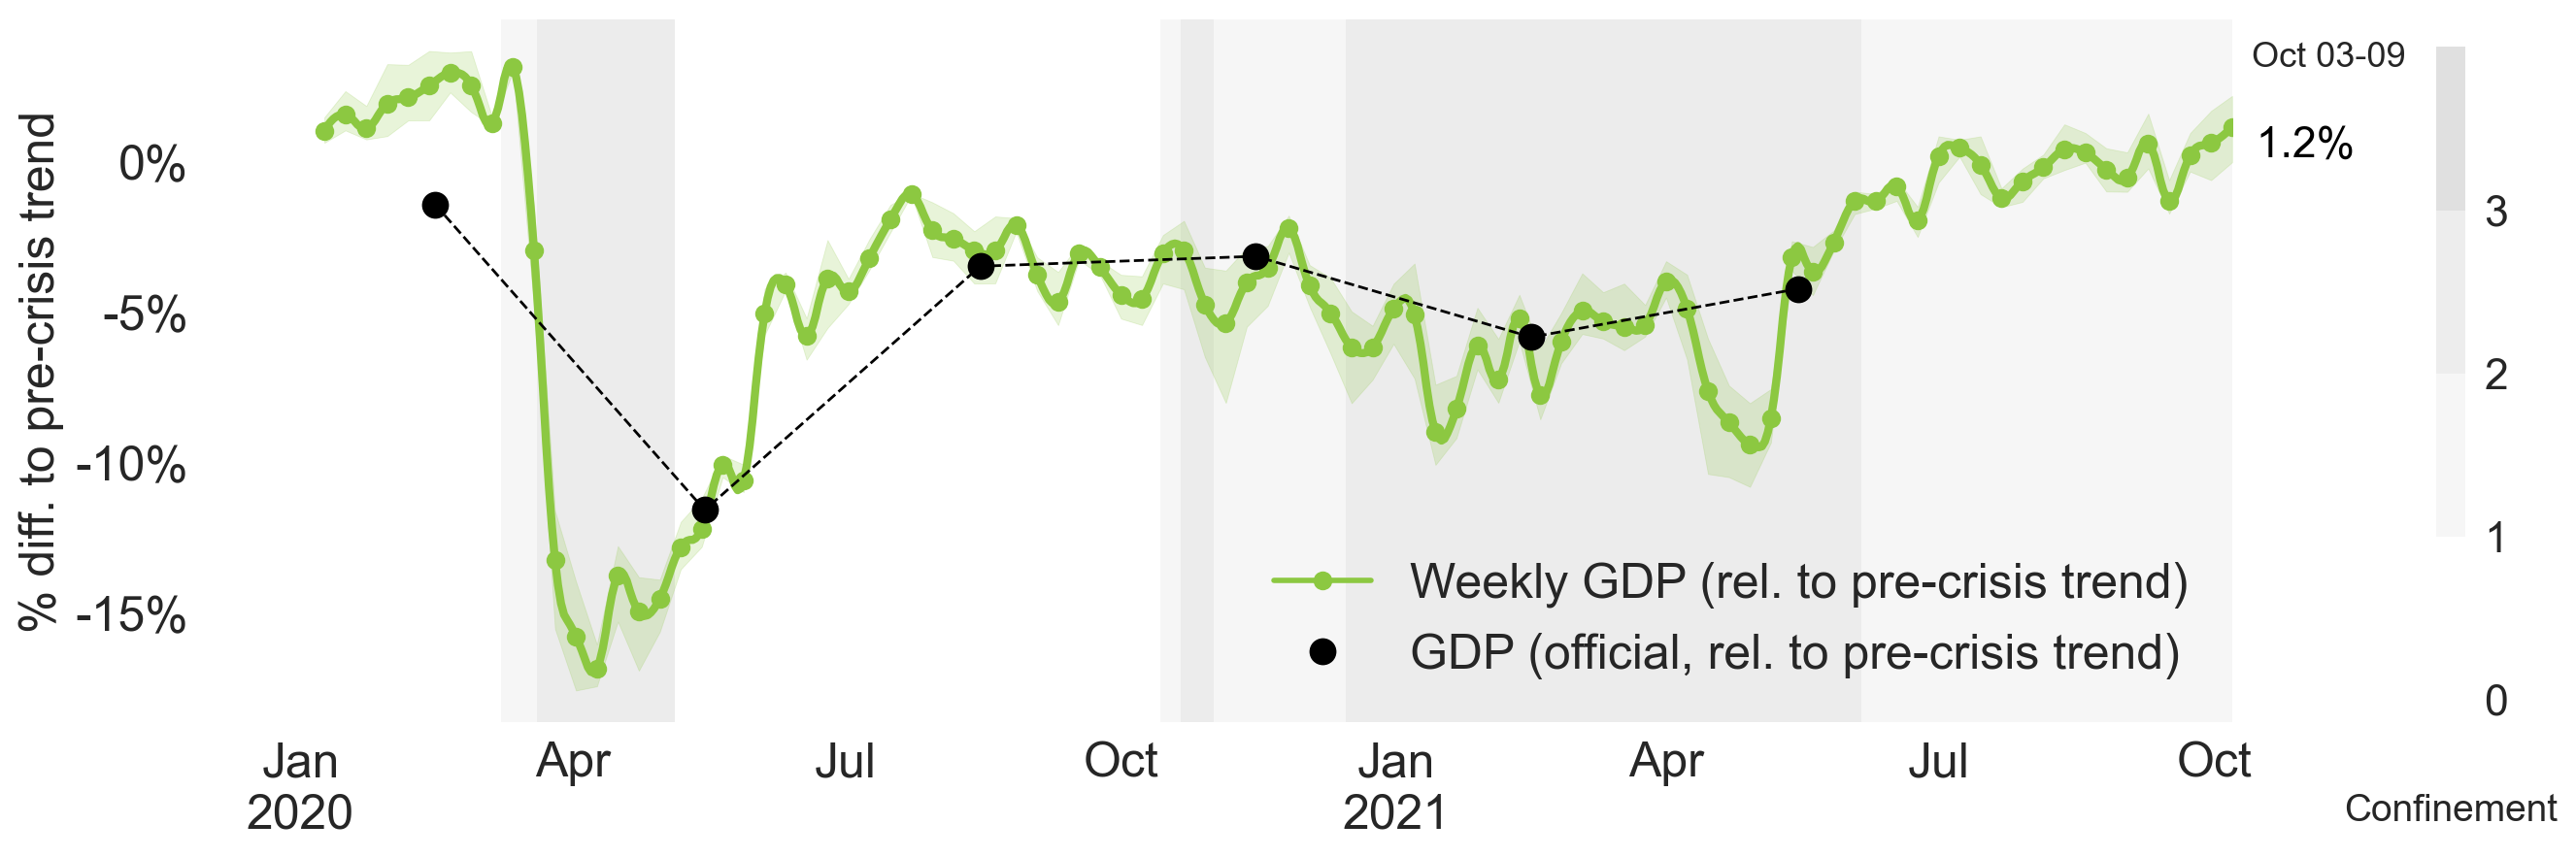 % diff. to pre-crisis trend
0%
-5%
-10%
-15%
Oct 03-09
1.2%
3
2
1
0
Weekly GDP (rel. to pre-crisis trend)
GDP (official, rel. to pre-crisis trend)
Jan Apr Jul Oct Jan Apr Jul Oct
2020 2021
Confinement